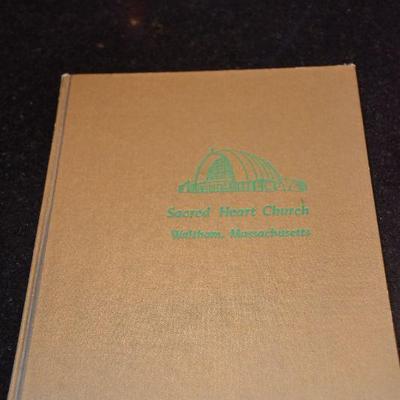 Sacred Heart Church
Waltham, Massachusetts